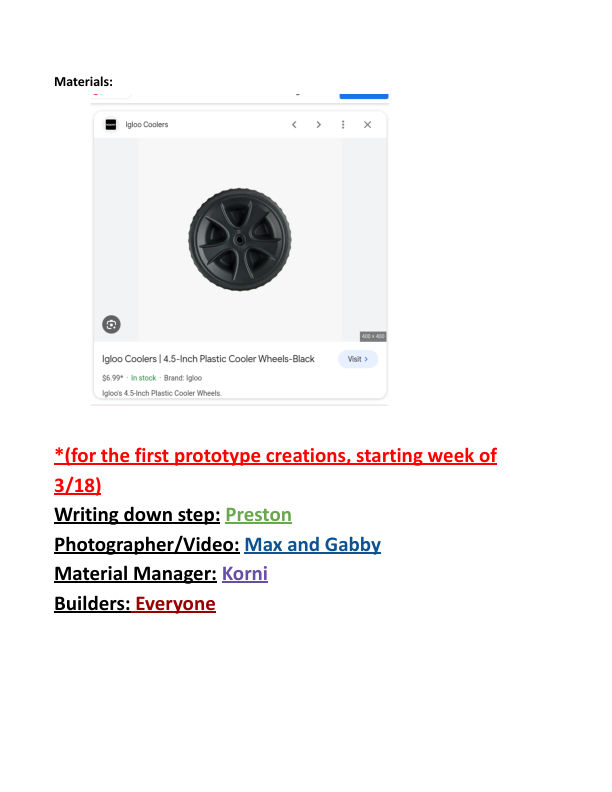 Materials:
Igloo Coolers
400 × 400
Igloo Coolers | 4.5-Inch Plastic Cooler Wheels-Black
Visit >
$6.99* · In stock · Brand: Igloo
Igloo's 4.5-Inch Plastic Cooler Wheels.
*(for the first prototype creations, starting week of
3/18)
Writing down step: Preston
Photographer/Video: Max and Gabby
Material Manager: Korni
Builders: Everyone